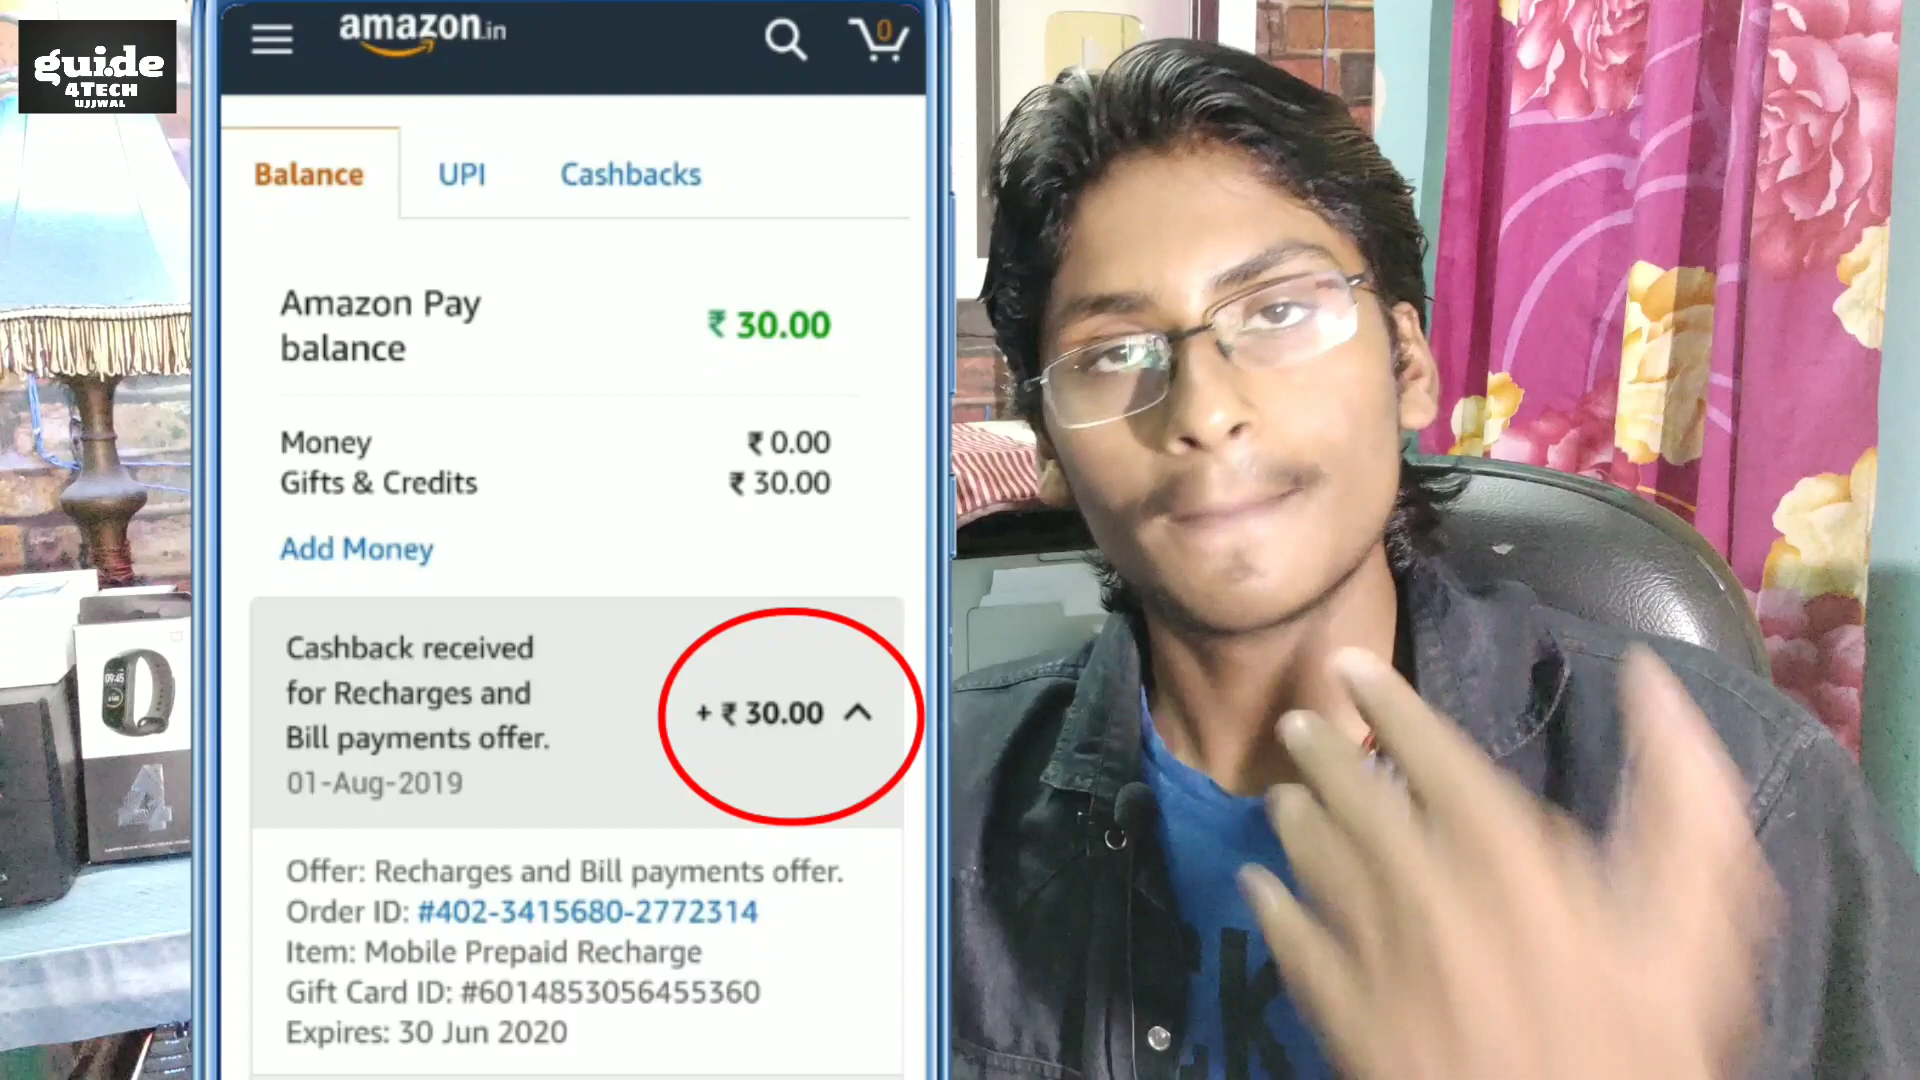 guide
4TECH
UJJWAL
amazon.in
0
Balance
UPI
Cashbacks
Amazon Pay
balance
₹ 30.00
Money
₹ 0.00
Gifts & Credits
₹ 30.00
Add Money
Cashback received
for Recharges and
Bill payments offer.
01-Aug-2019
+ ₹ 30.00
Offer: Recharges and Bill payments offer.
Order ID: #402-3415680-2772314
Item: Mobile Prepaid Recharge
Gift Card ID: #6014853056455360
Expires: 30 Jun 2020
09:45
4